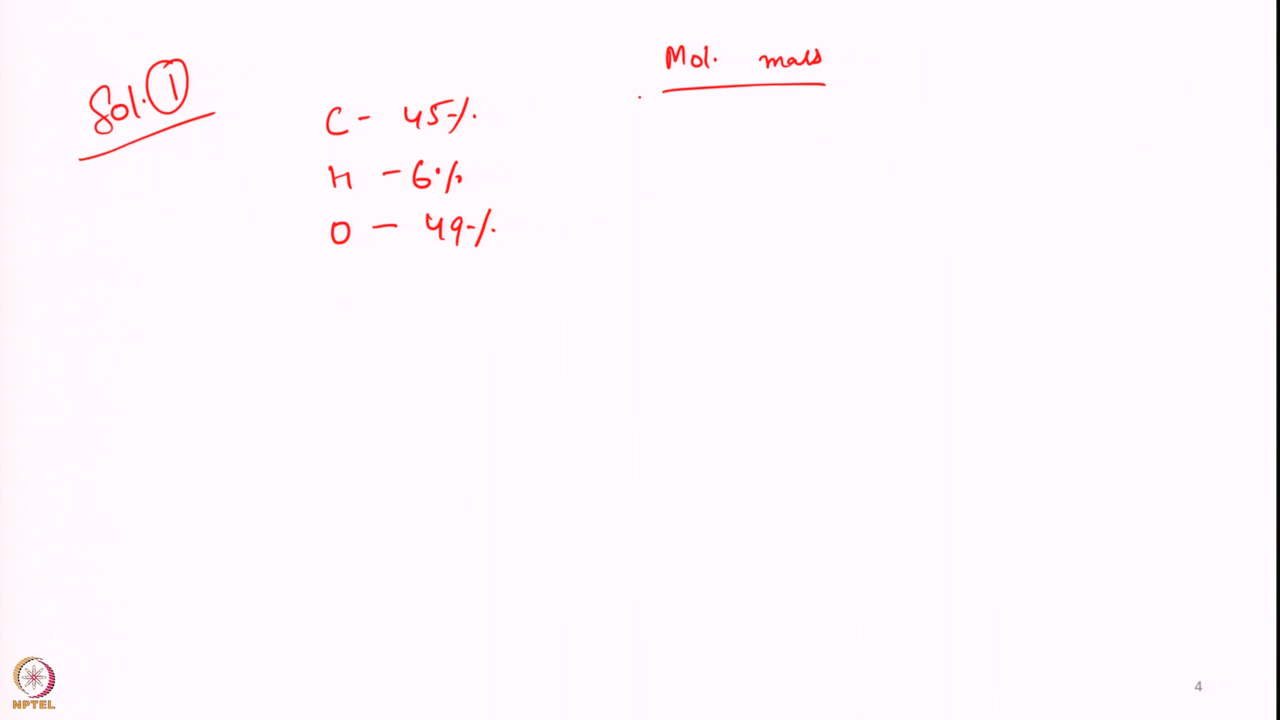 Sol. ①
Mol. mass
C - 45%
H - 6%
O - 49%
NPTEL
4